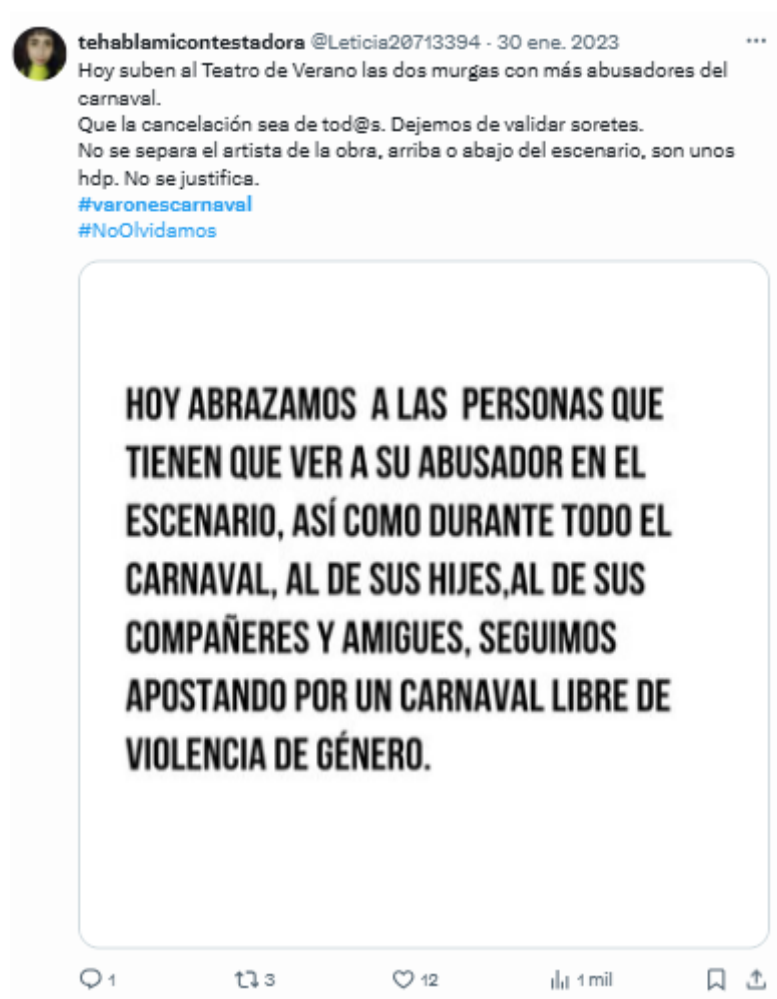 tehablamicontestadora @Leticia20713394 · 30 ene. 2023
Hoy suben al Teatro de Verano las dos murgas con más abusadores del
carnaval.
Que la cancelación sea de tod@s. Dejemos de validar soretes.
No se separa el artista de la obra, arriba o abajo del escenario, son unos
hdp. No se justifica.
#varonescarnaval
#NoOlvidamos
HOY ABRAZAMOS A LAS PERSONAS QUE
TIENEN QUE VER A SU ABUSADOR EN EL
ESCENARIO, ASÍ COMO DURANTE TODO EL
CARNAVAL, AL DE SUS HIJES,AL DE SUS
COMPAÑERES Y AMIGUES, SEGUIMOS
APOSTANDO POR UN CARNAVAL LIBRE DE
VIOLENCIA DE GÉNERO.
1 3 12 1 mil